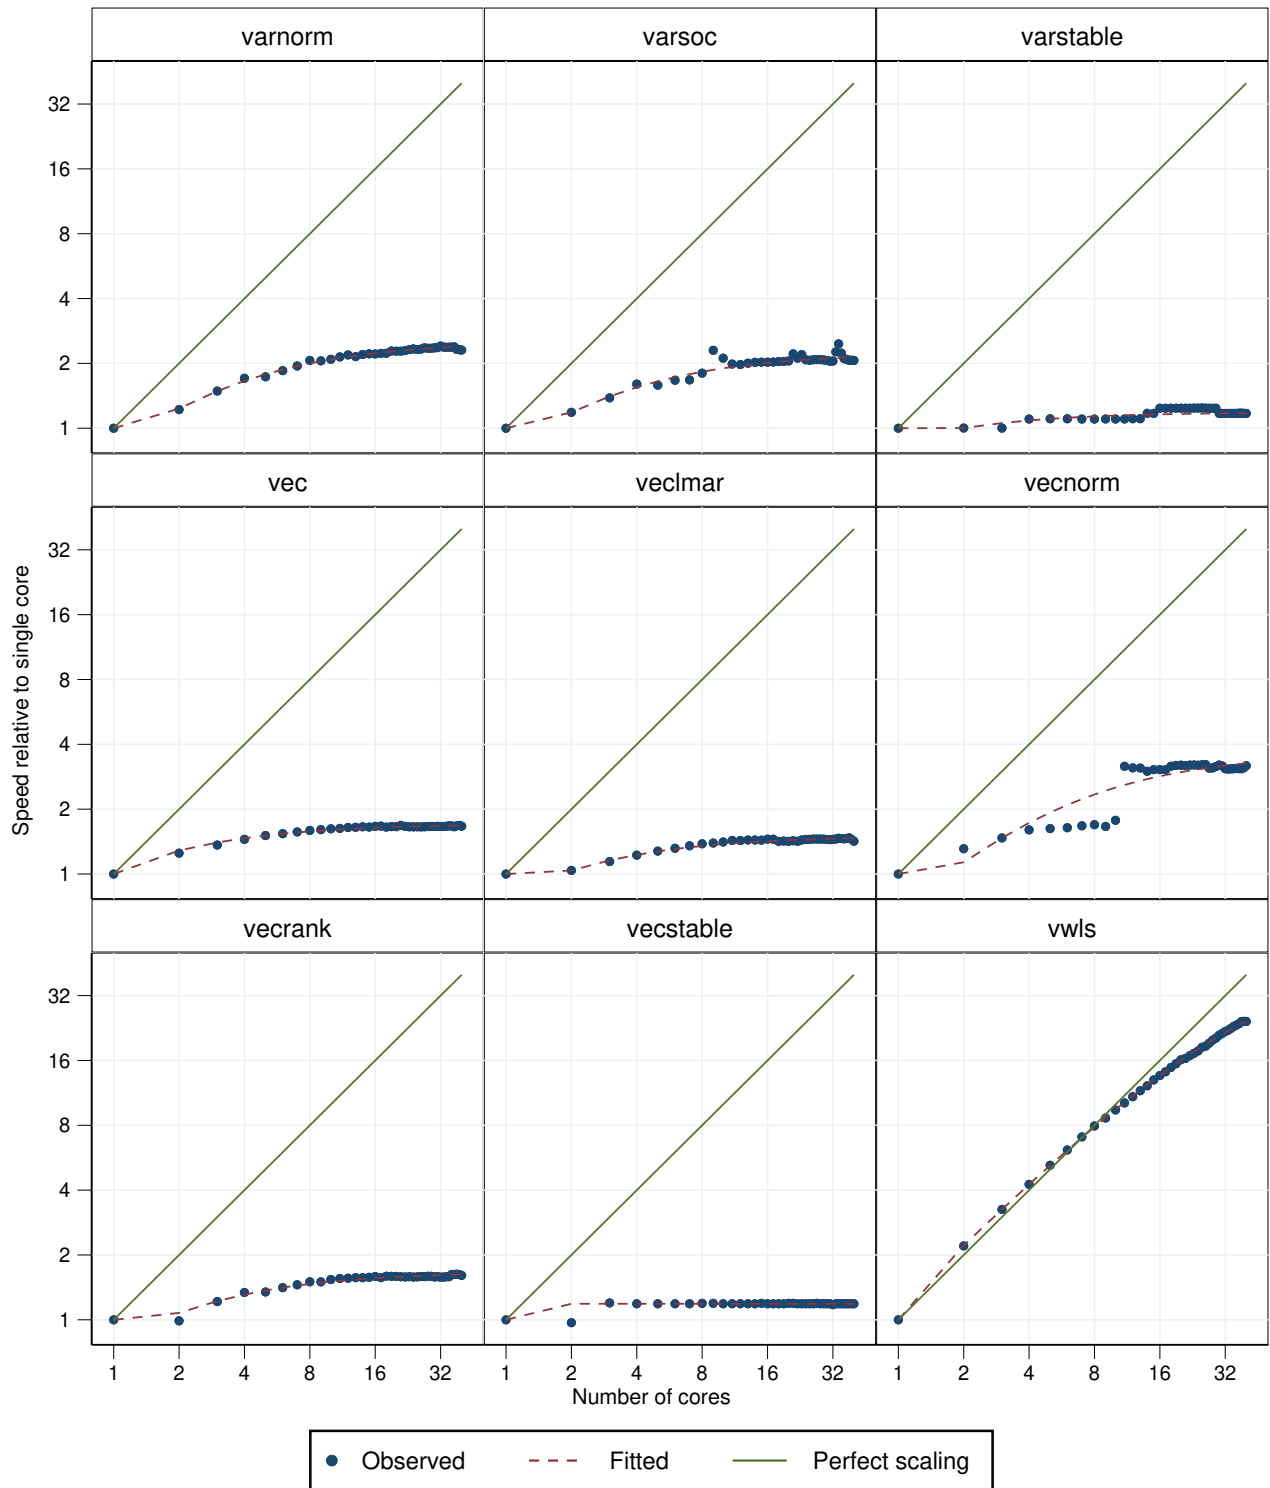 varnorm varsoc varstable
32
16
8
4
2
1
vec veclmar vecnorm
32
16
8
4
2
1
Speed relative to single core
vecrank vecstable vwls
32
16
8
4
2
1
1 2 4 8 16 32 1 2 4 8 16 32 1 2 4 8 16 32
Number of cores
Observed Fitted Perfect scaling